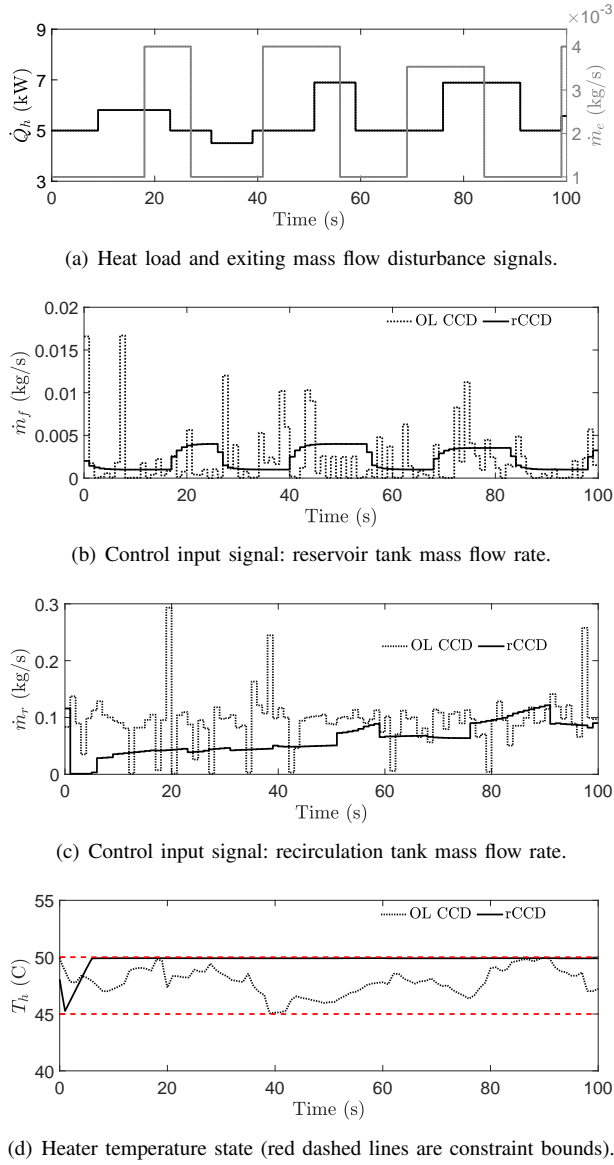 ×10⁻³
9
7
5
3
Q̇ₕ (kW)
4
3
2
1
ṁₑ (kg/s)
20 40 60 80 100
Time (s)
(a) Heat load and exiting mass flow disturbance signals.
0.02
0.015
0.01
0.005
0
ṁ_f (kg/s)
OL CCD rCCD
0 20 40 60 80 100
Time (s)
(b) Control input signal: reservoir tank mass flow rate.
0.3
0.2
0.1
0
ṁᵣ (kg/s)
OL CCD rCCD
0 20 40 60 80 100
Time (s)
(c) Control input signal: recirculation tank mass flow rate.
55
50
45
40
Tₕ (C)
OL CCD rCCD
0 20 40 60 80 100
Time (s)
(d) Heater temperature state (red dashed lines are constraint bounds).